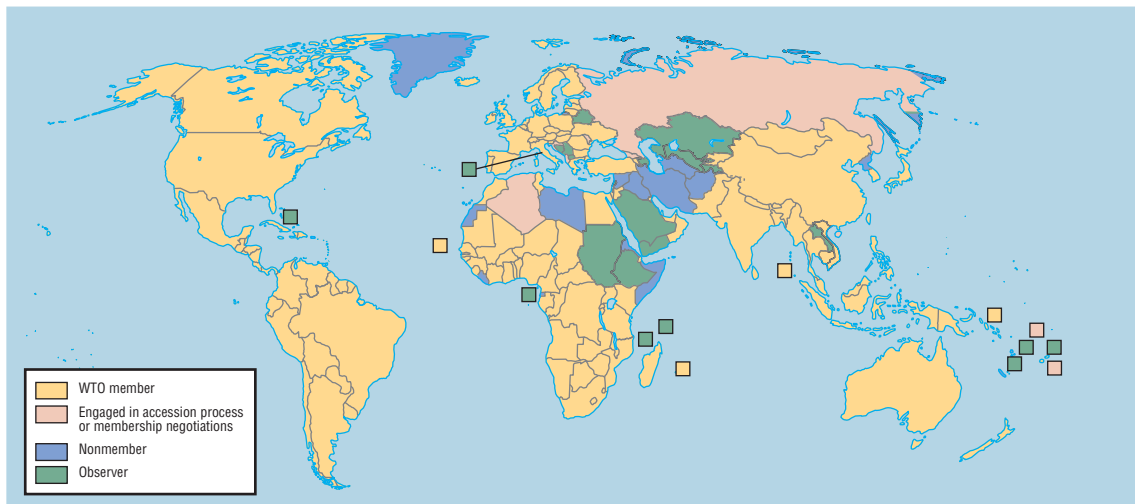 WTO member
Engaged in accession process
or membership negotiations
Nonmember
Observer